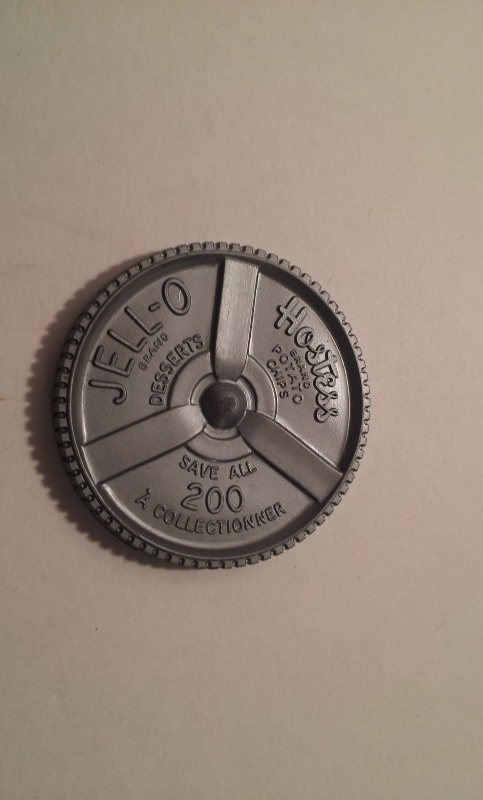 JELL-O
BRAND
DESSERTS
Hostess
BRAND
POTATO
CHIPS
SAVE ALL
200
À COLLECTIONNER